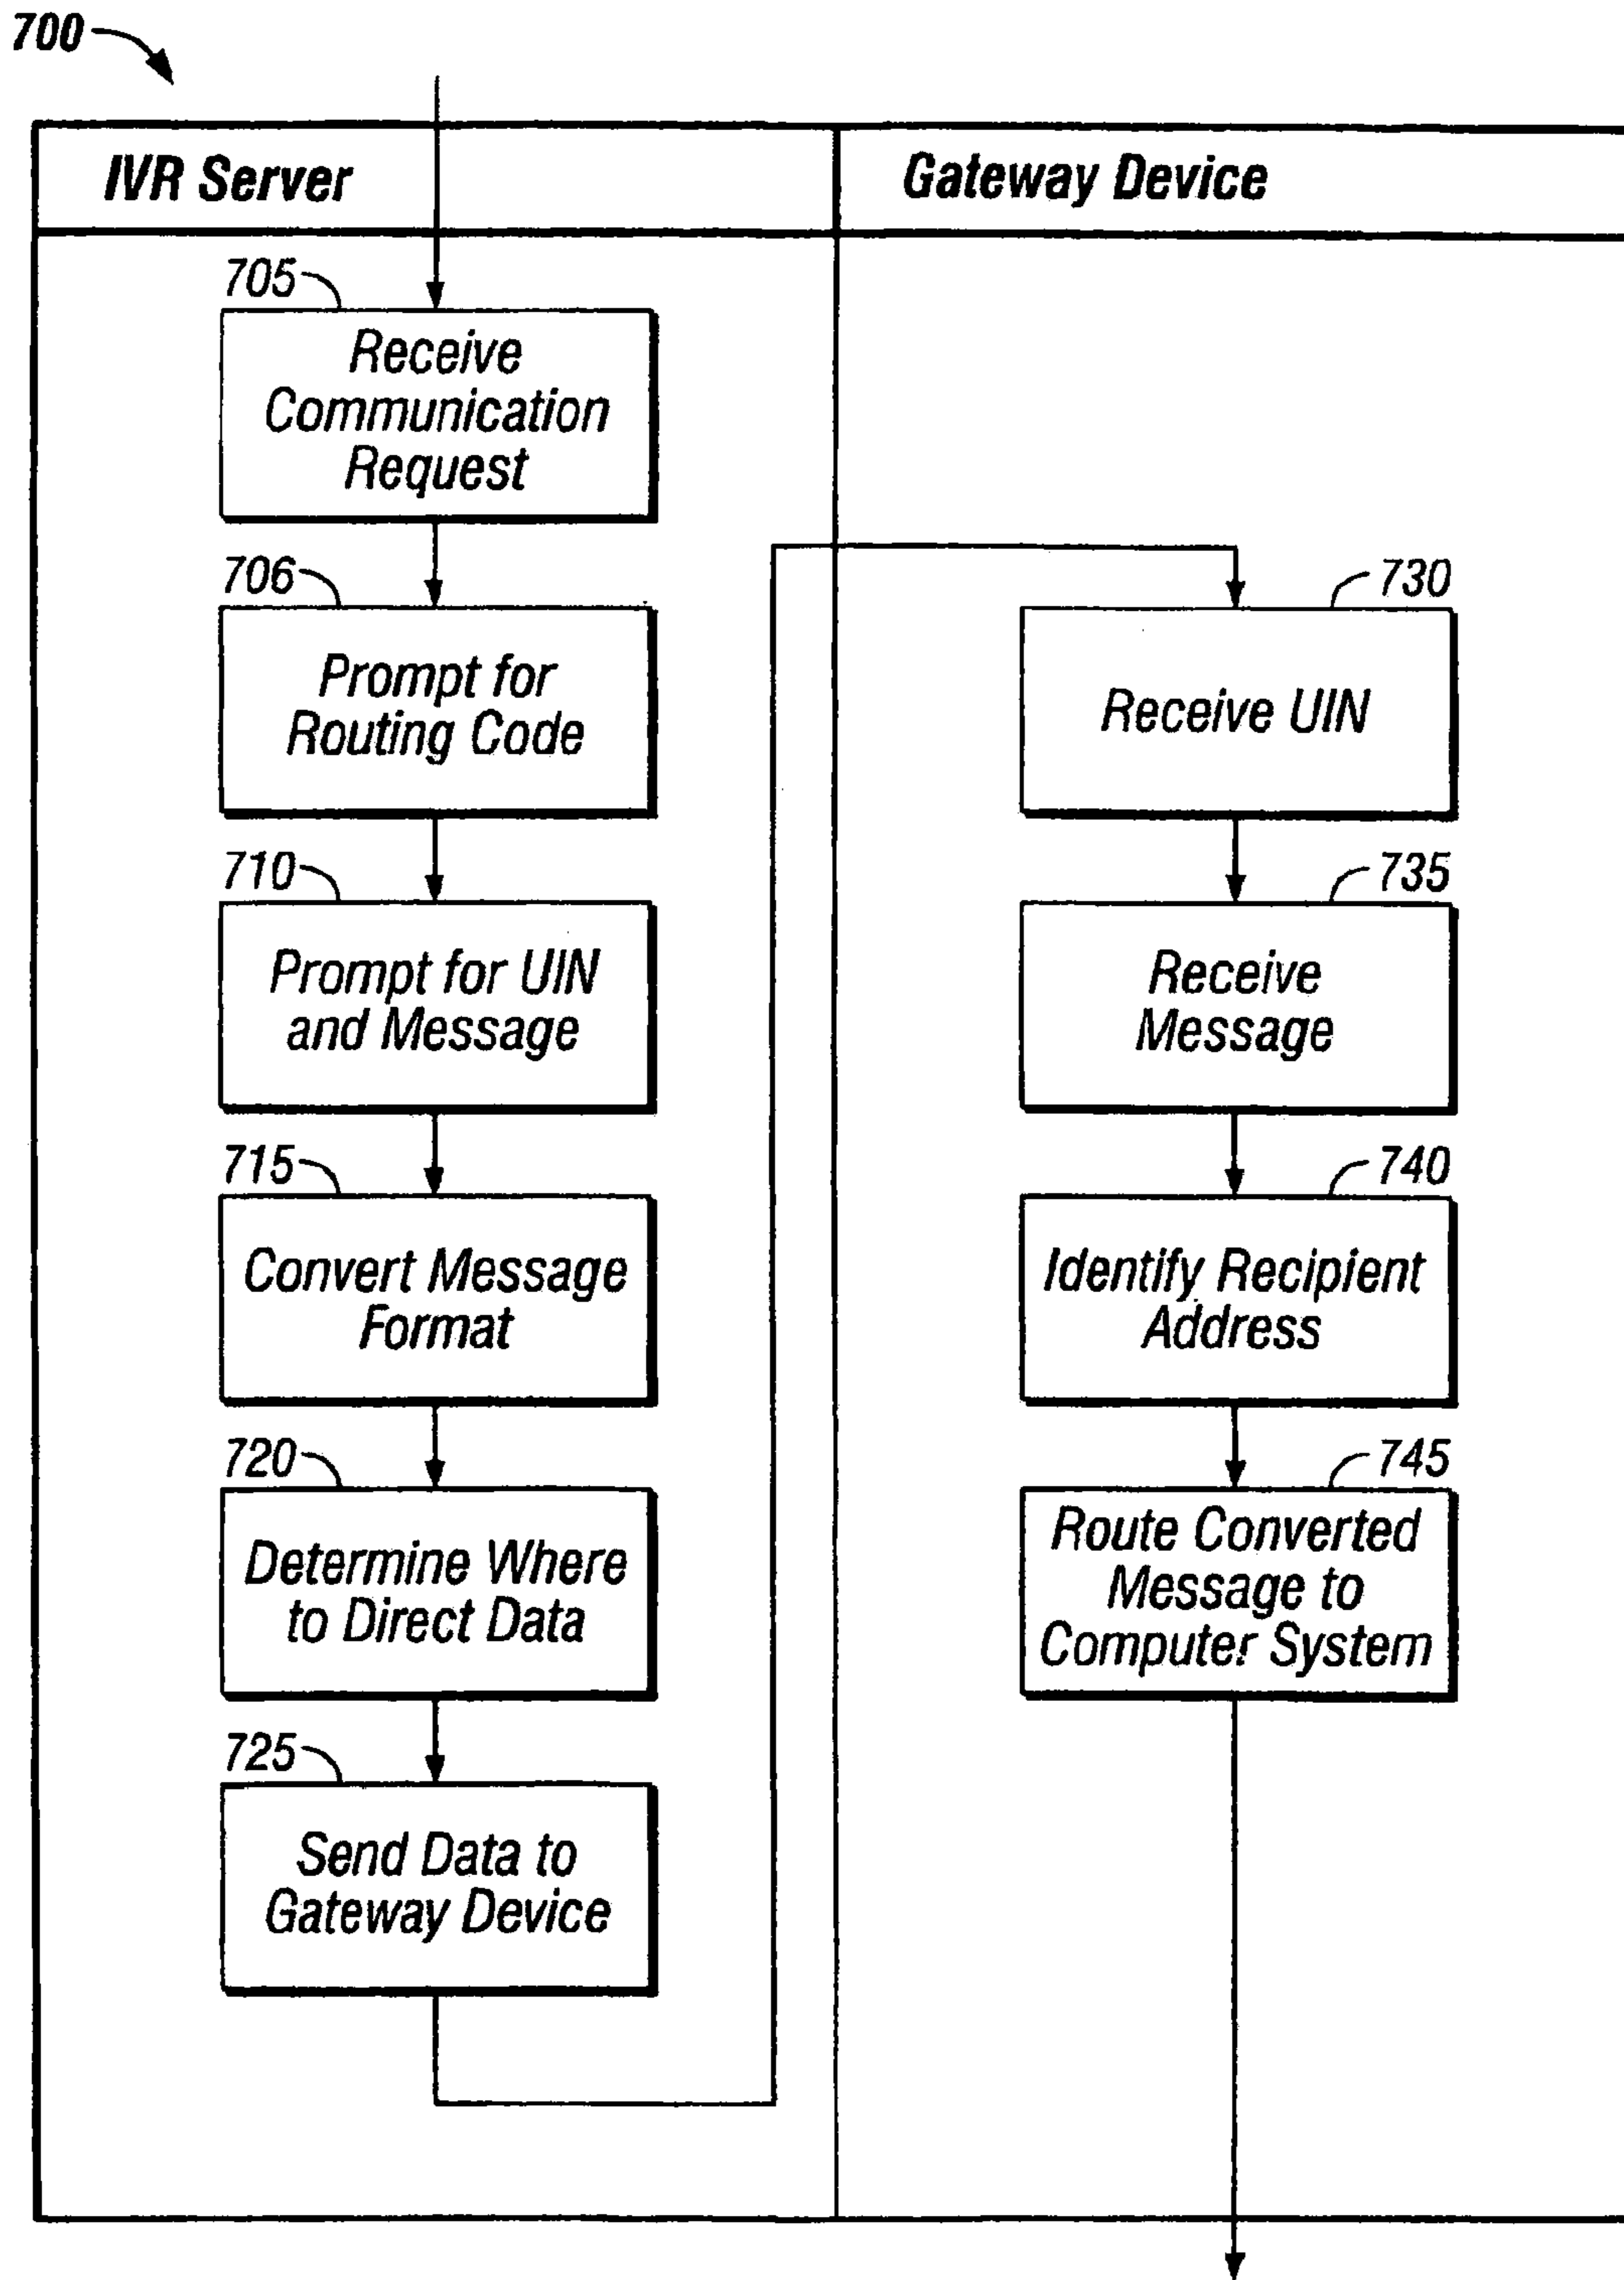 700
IVR Server
Gateway Device
705
Receive
Communication
Request
706
Prompt for
Routing Code
710
Prompt for UIN
and Message
715
Convert Message
Format
720
Determine Where
to Direct Data
725
Send Data to
Gateway Device
730
Receive UIN
735
Receive
Message
740
Identify Recipient
Address
745
Route Converted
Message to
Computer System